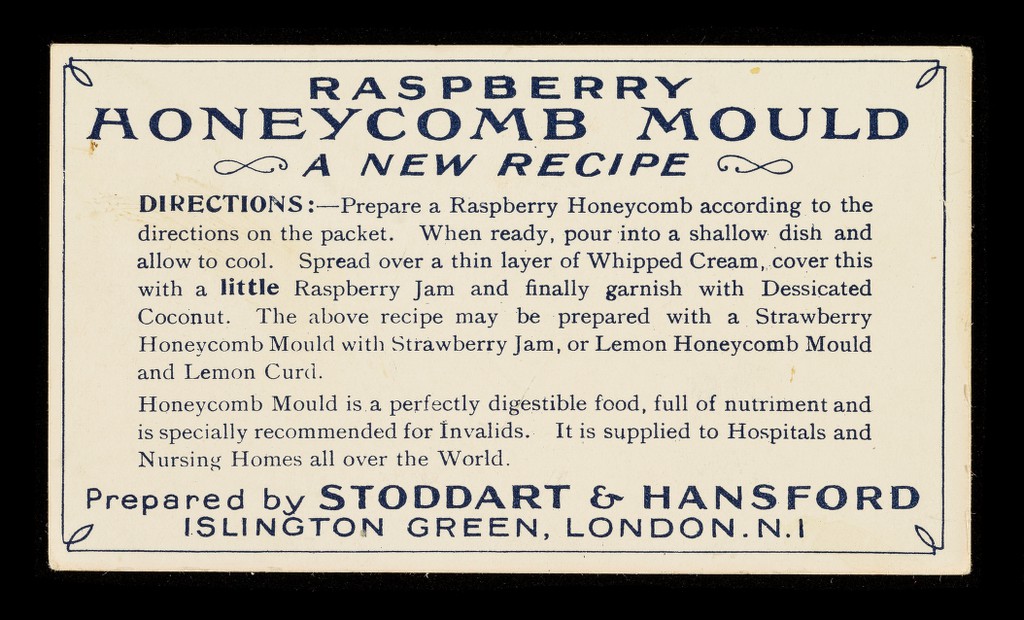 RASPBERRY
HONEYCOMB MOULD
A NEW RECIPE
DIRECTIONS:—Prepare a Raspberry Honeycomb according to the
directions on the packet. When ready, pour into a shallow dish and
allow to cool. Spread over a thin layer of Whipped Cream, cover this
with a little Raspberry Jam and finally garnish with Dessicated
Coconut. The above recipe may be prepared with a Strawberry
Honeycomb Mould with Strawberry Jam, or Lemon Honeycomb Mould
and Lemon Curd.
Honeycomb Mould is a perfectly digestible food, full of nutriment and
is specially recommended for Invalids. It is supplied to Hospitals and
Nursing Homes all over the World.
Prepared by STODDART & HANSFORD
ISLINGTON GREEN, LONDON.N.I